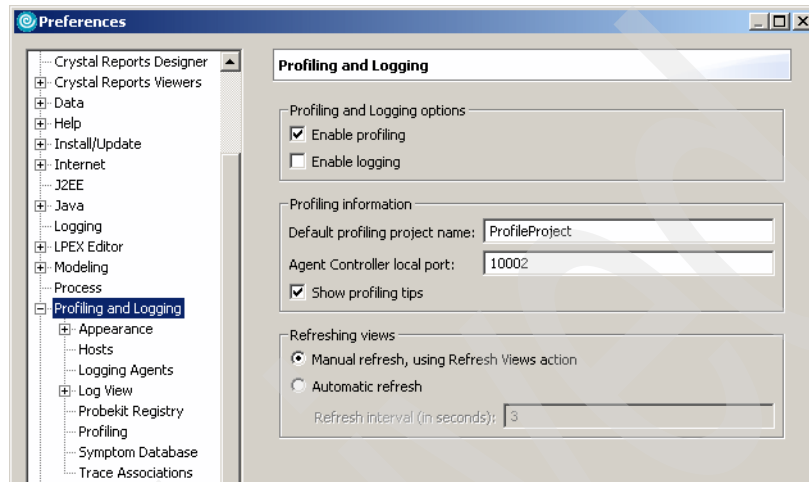 Preferences
Crystal Reports Designer
Crystal Reports Viewers
Data
Help
Install/Update
Internet
J2EE
Java
Logging
LPEX Editor
Modeling
Process
Profiling and Logging
Appearance
Hosts
Logging Agents
Log View
Probekit Registry
Profiling
Symptom Database
Trace Associations
Profiling and Logging
Profiling and Logging options
Enable profiling
Enable logging
Profiling information
Default profiling project name: ProfileProject
Agent Controller local port: 10002
Show profiling tips
Refreshing views
Manual refresh, using Refresh Views action
Automatic refresh
Refresh interval (in seconds): 3